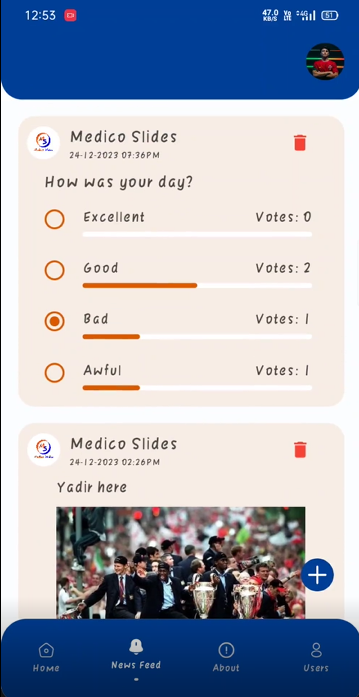 12:53
47.0 KB/S Vo LTE 4G 51
Medico Slides
24-12-2023 07:36PM
How was your day?
Excellent Votes: 0
Good Votes: 2
Bad Votes: 1
Awful Votes: 1
Medico Slides
24-12-2023 02:26PM
Yadir here
Home
News Feed
About
Users